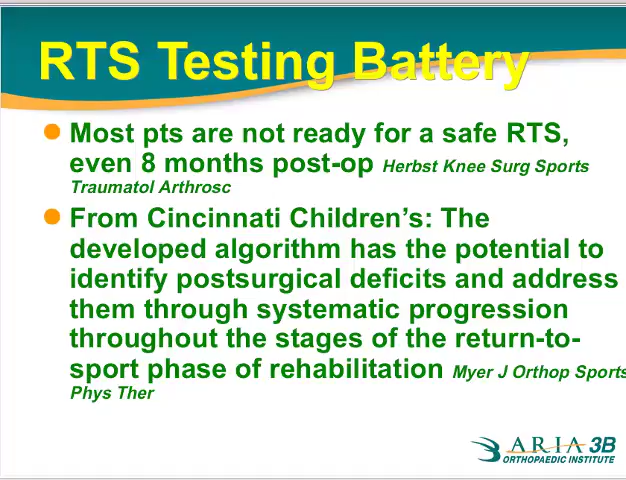 RTS Testing Battery
Most pts are not ready for a safe RTS,
even 8 months post-op Herbst Knee Surg Sports
Traumatol Arthrosc
From Cincinnati Children’s: The
developed algorithm has the potential to
identify postsurgical deficits and address
them through systematic progression
throughout the stages of the return-to-
sport phase of rehabilitation Myer J Orthop Sports
Phys Ther
ARIA 3B
ORTHOPAEDIC INSTITUTE